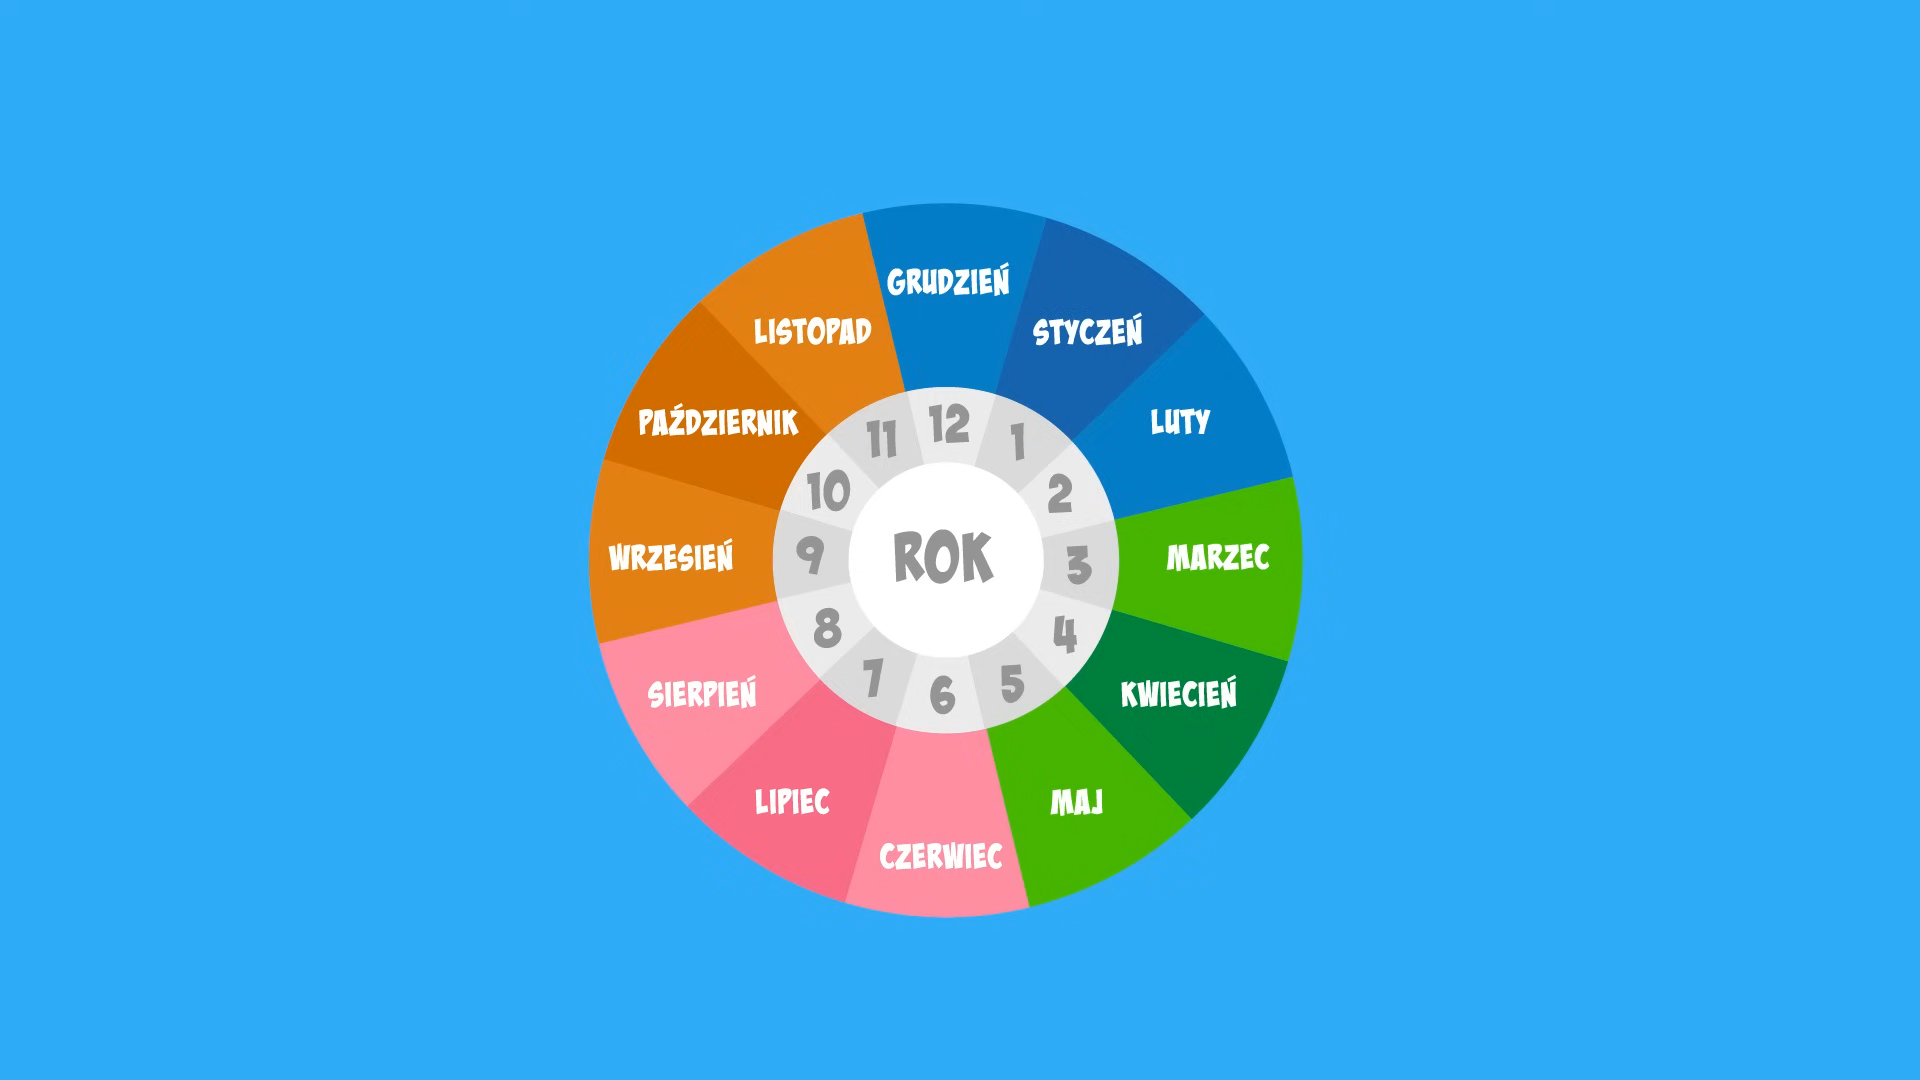 GRUDZIEŃ
STYCZEŃ
LUTY
MARZEC
KWIECIEŃ
MAJ
CZERWIEC
LIPIEC
SIERPIEŃ
WRZESIEŃ
PAŹDZIERNIK
LISTOPAD
12
1
2
3
4
5
6
7
8
9
10
11
ROK